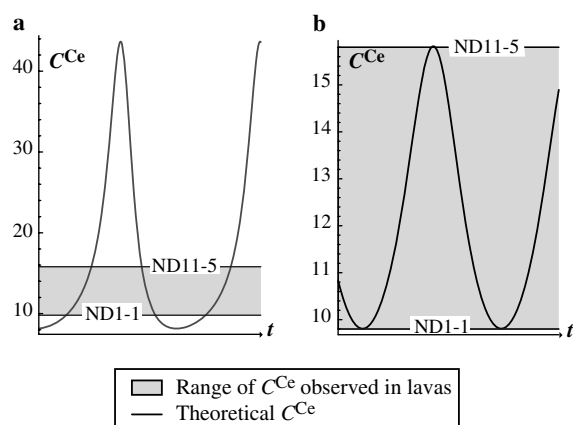 a
C^Ce
40
30
20
10
ND11-5
ND1-1
t
b
C^Ce
15
14
13
12
11
10
ND11-5
ND1-1
t
Range of C^Ce observed in lavas
Theoretical C^Ce